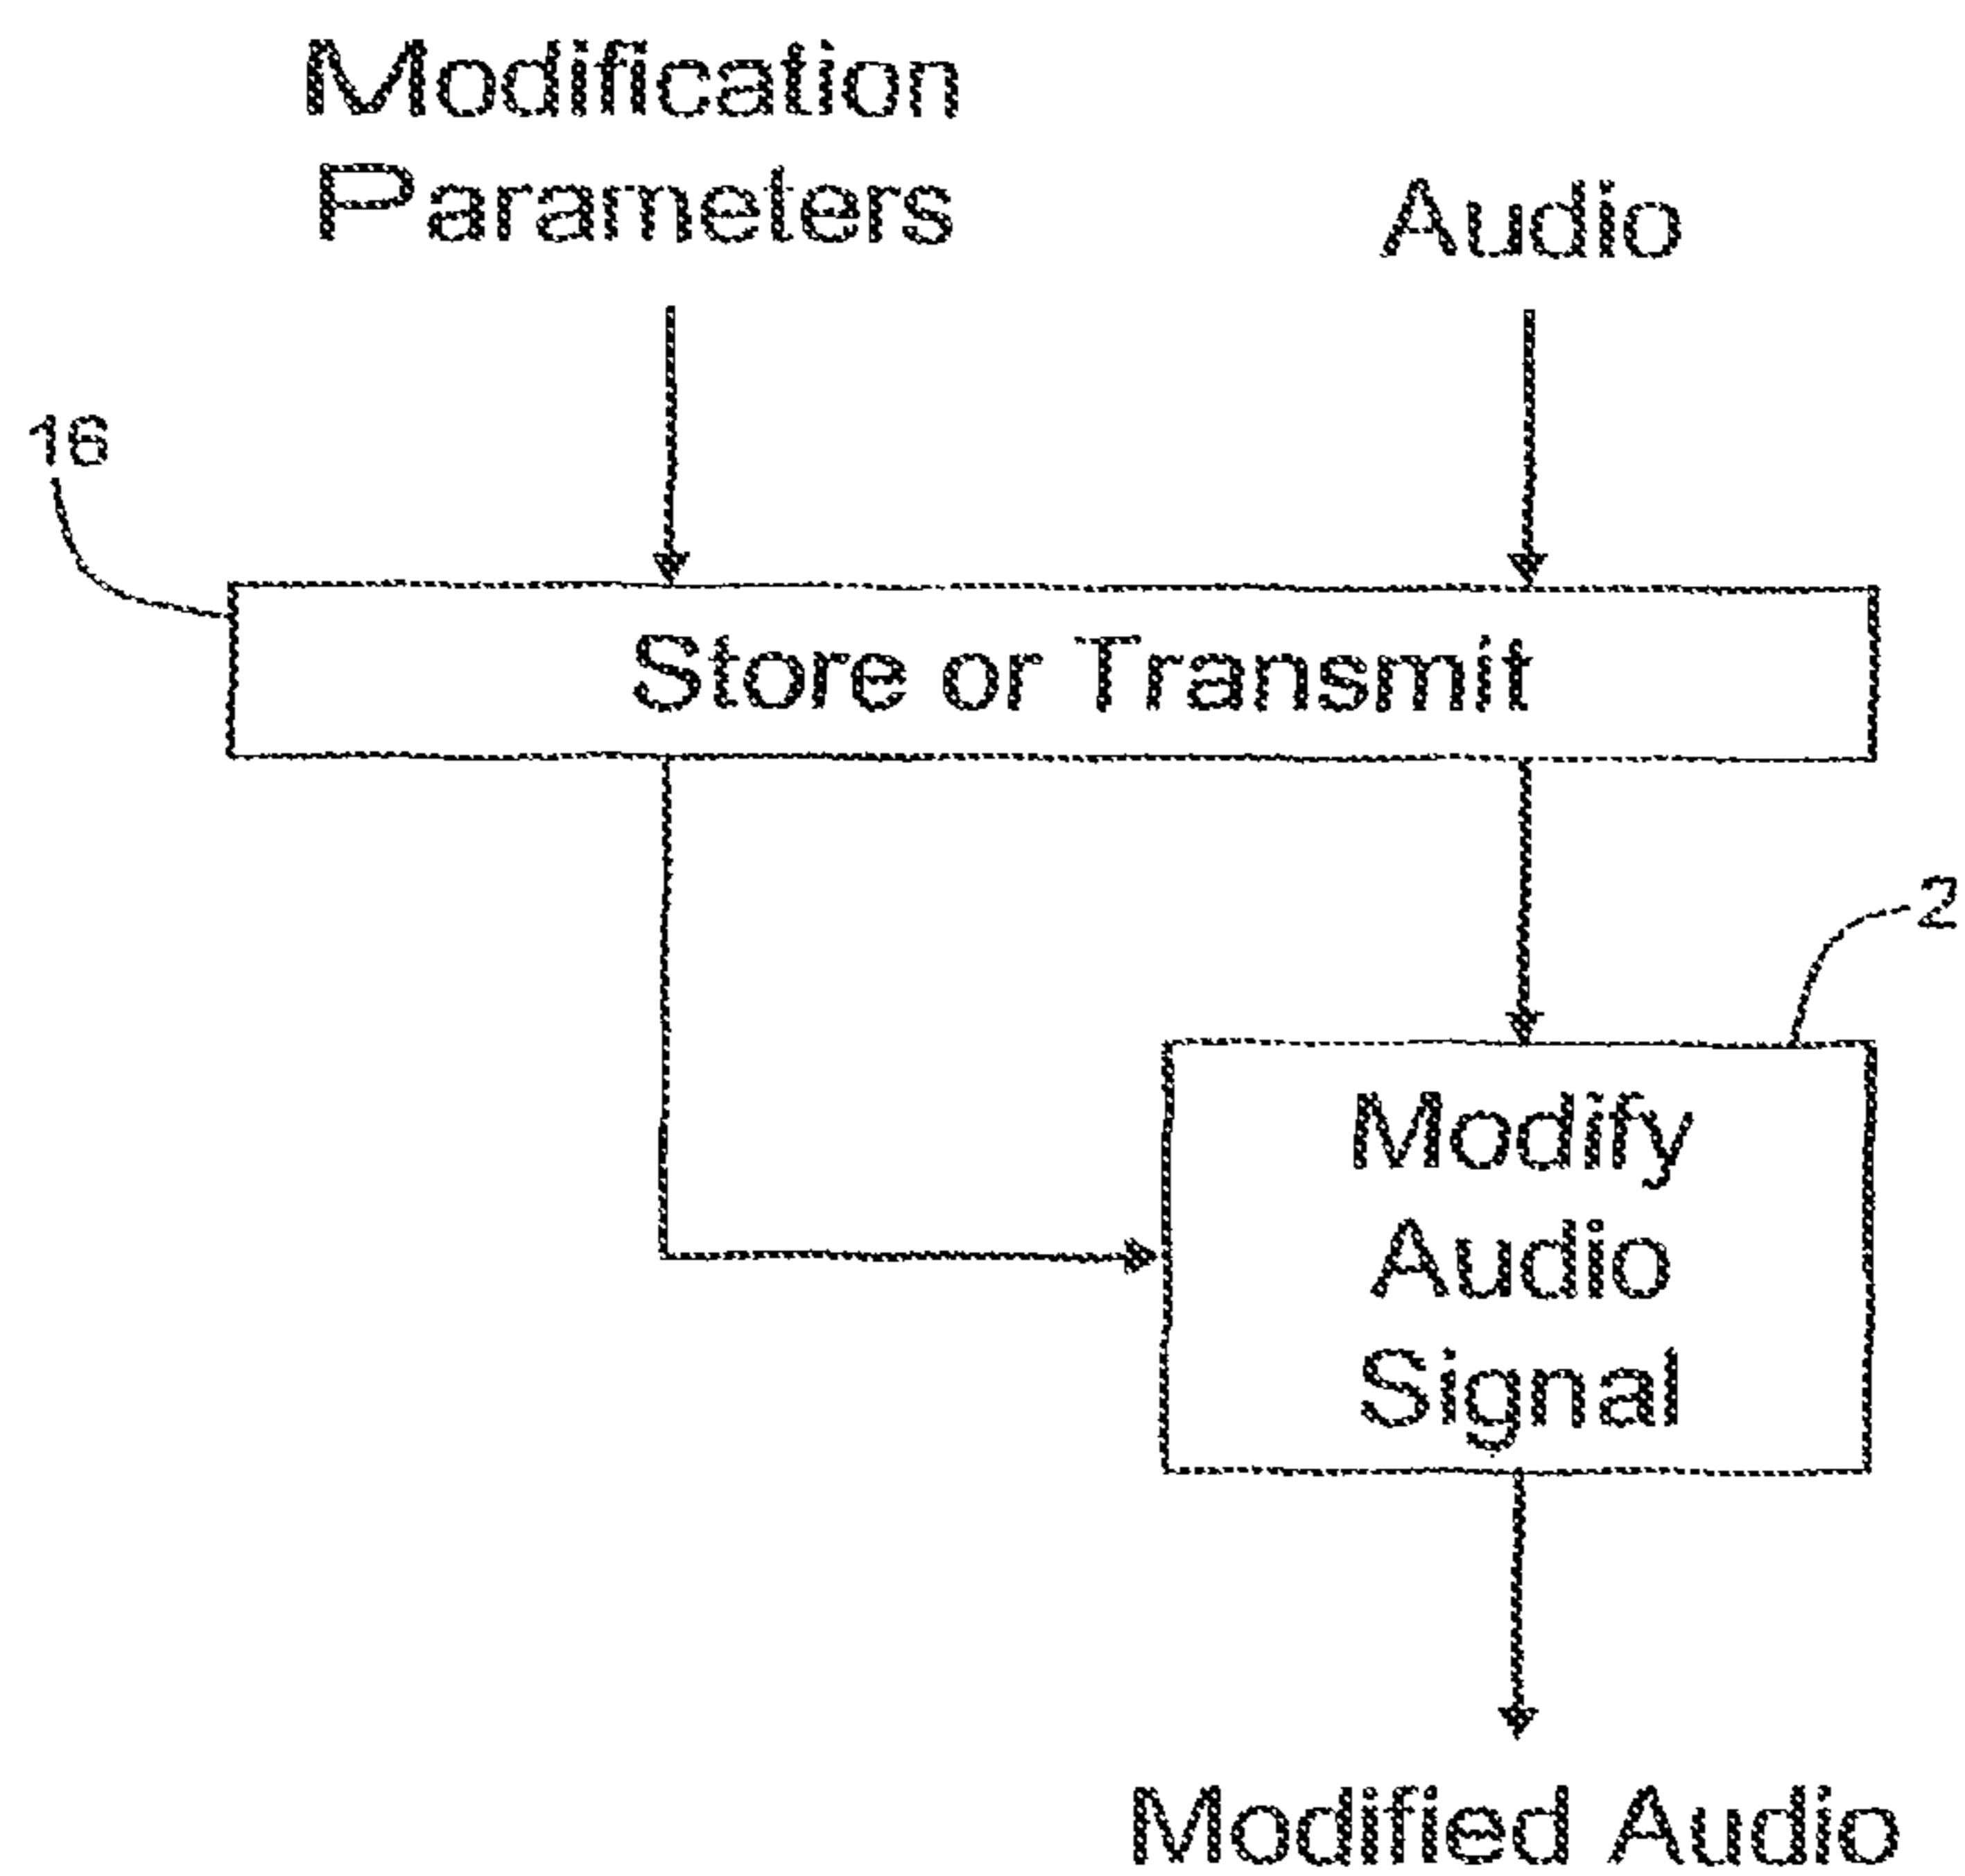 Modification
Parameters
Audio
16
Store or Transmit
2
Modify
Audio
Signal
Modified Audio